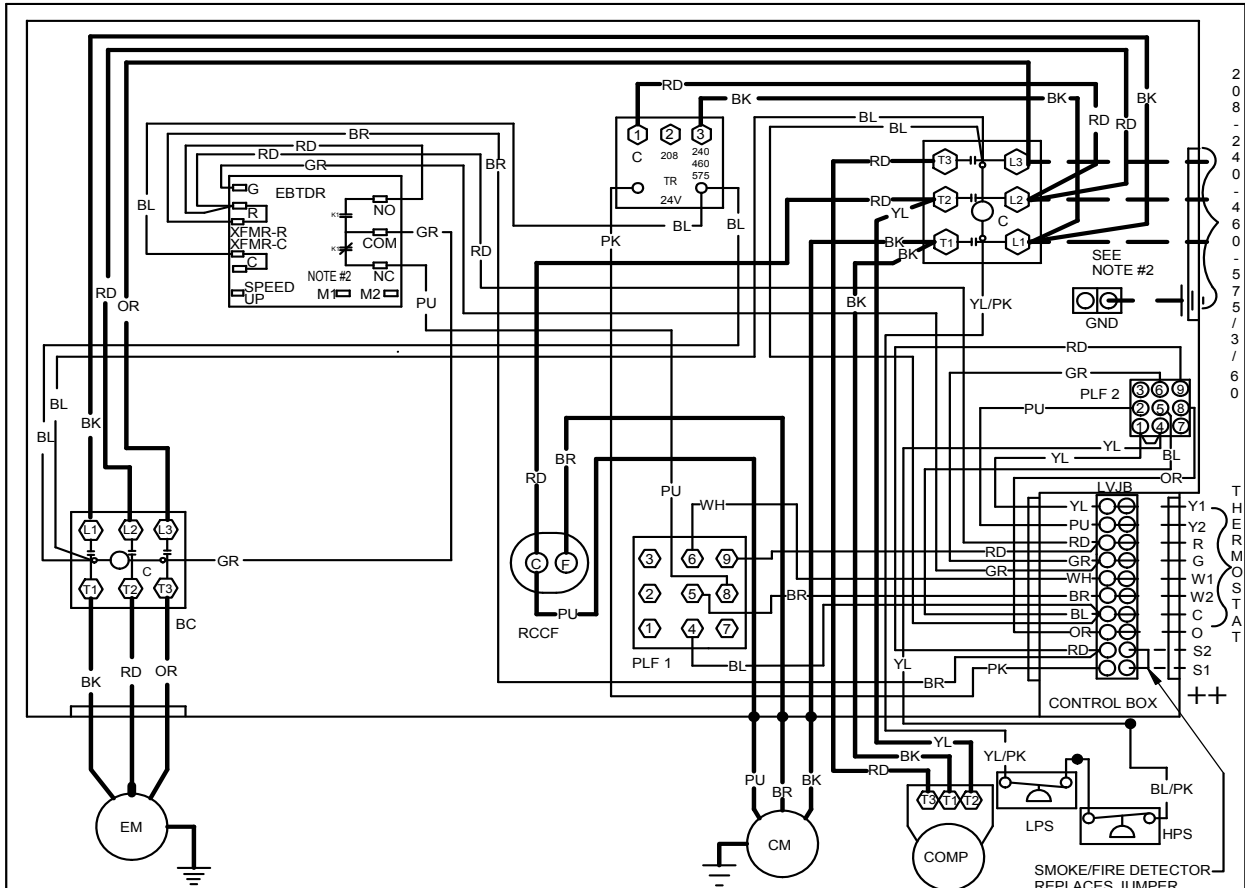 208-240-460-575/3/60
RD
BK
BK
RD
RD
BK
BL
BL
BR
RD
RD
GR
BR
1
2
3
C
208
240
460
575
TR
24V
RD
T3
L3
G
EBTDR
R
NO
K1
XFMR-R
XFMR-C
COM
GR
K1
C
NOTE #2
NC
SPEED
UP
M1
M2
BL
BL
BL
RD
PK
PU
RD
YL
T2
L2
C
BK
BK
T1
L1
SEE
NOTE #2
GND
YL/PK
BK
RD
OR
BL
BL
BK
RD
GR
PLF 2
3
6
9
2
5
8
1
4
7
PU
YL
YL
BL
OR
RD
BR
PU
WH
L1
L2
L3
C
GR
T1
T2
T3
BC
C
F
PU
RCCF
3
6
9
2
5
8
1
4
7
PLF 1
RD
GR
BR
BL
BR
PK
LVJB
YL
Y1
PU
Y2
RD
R
GR
G
WH
W1
BR
W2
BL
C
OR
O
RD
S2
S1
THERMOSTAT
YL
CONTROL BOX
++
BK
RD
OR
EM
PU
BR
BK
CM
RD
BK
YL
T3
T1
T2
COMP
YL/PK
LPS
BL/PK
HPS
SMOKE/FIRE DETECTOR
REPLACES JUMPER